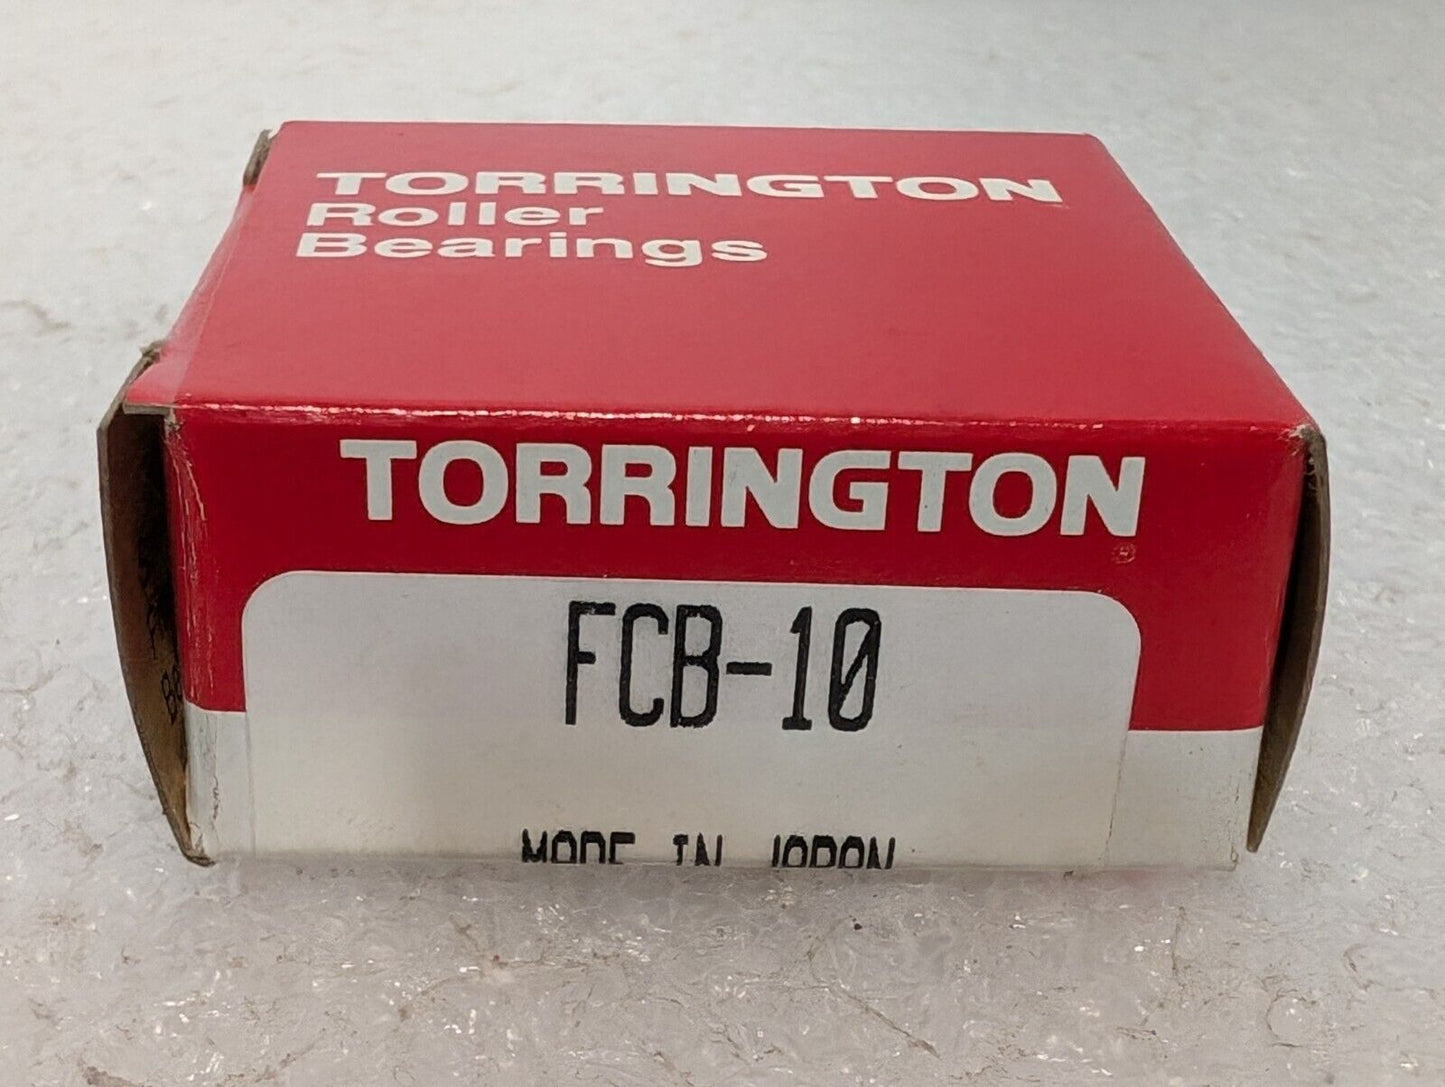 TORRINGTON
Roller
Bearings
TORRINGTON
®
FCB-10
MADE IN JAPAN